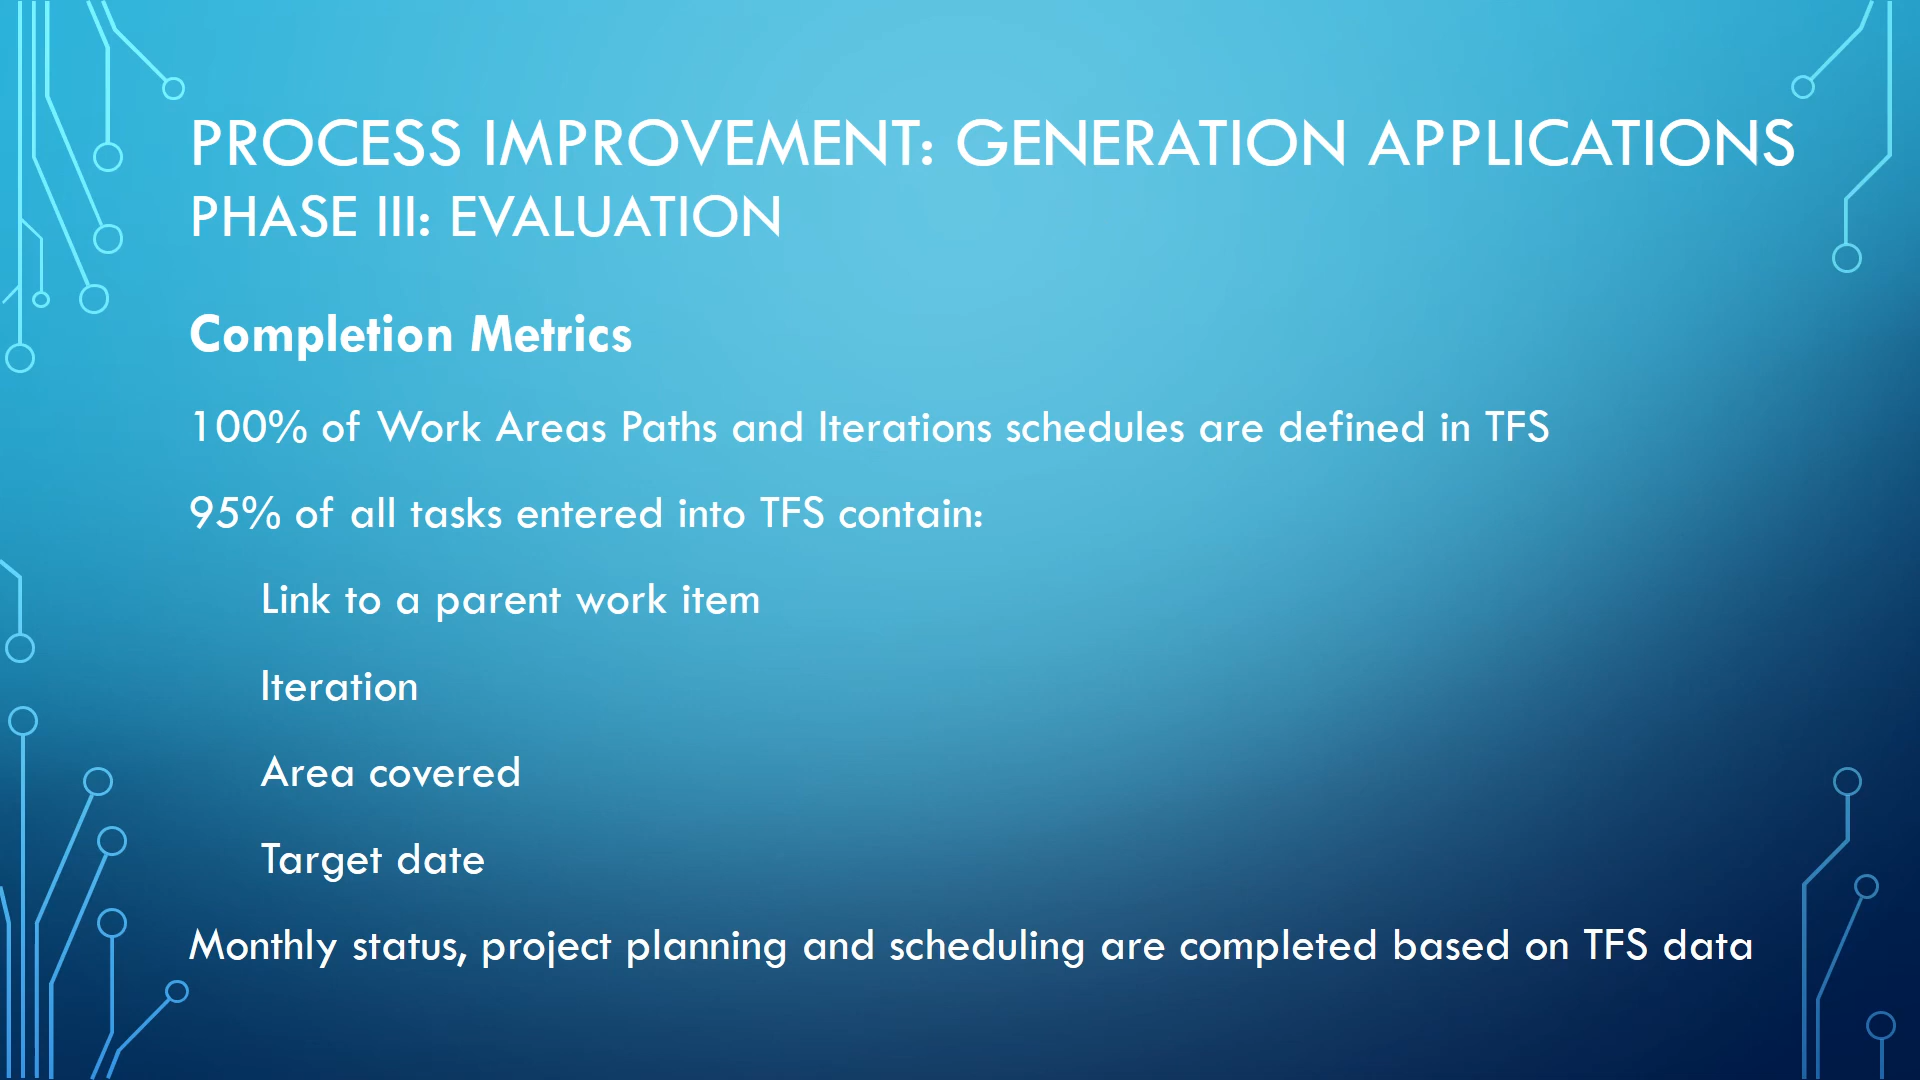 PROCESS IMPROVEMENT: GENERATION APPLICATIONS
PHASE III: EVALUATION
Completion Metrics
100% of Work Areas Paths and Iterations schedules are defined in TFS
95% of all tasks entered into TFS contain:
Link to a parent work item
Iteration
Area covered
Target date
Monthly status, project planning and scheduling are completed based on TFS data